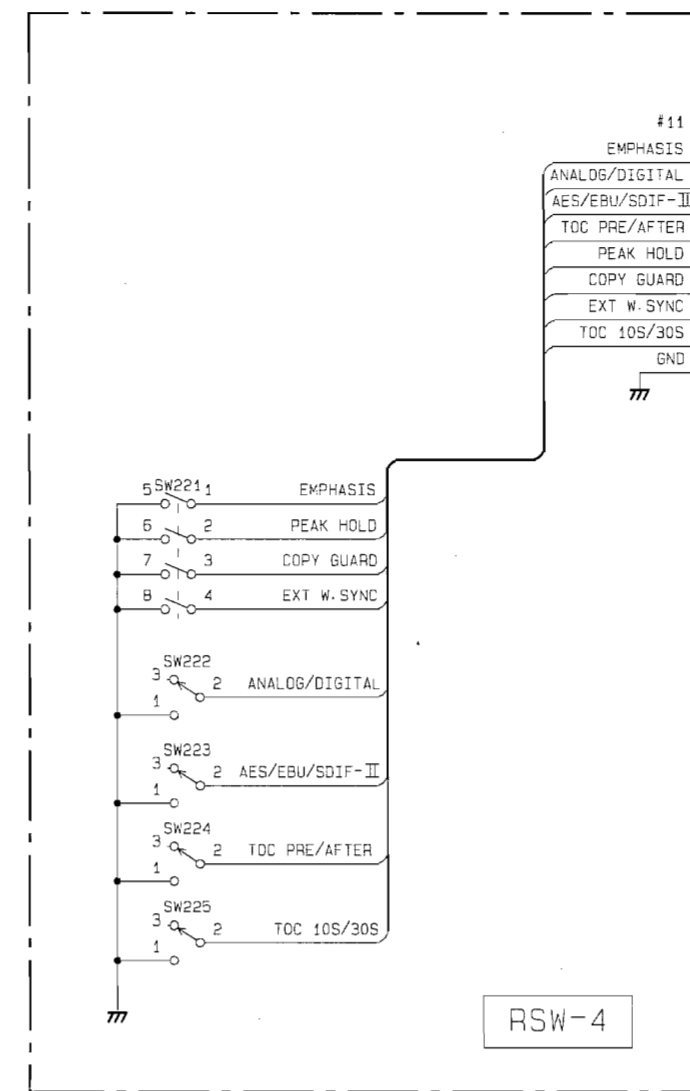 #11
EMPHASIS
ANALOG/DIGITAL
AES/EBU/SDIF-II
TOC PRE/AFTER
PEAK HOLD
COPY GUARD
EXT W.SYNC
TOC 10S/30S
GND
5 SW221 1 EMPHASIS
6 2 PEAK HOLD
7 3 COPY GUARD
8 4 EXT W.SYNC
SW222
3 2 ANALOG/DIGITAL
1
SW223
3 2 AES/EBU/SDIF-II
1
SW224
3 2 TOC PRE/AFTER
1
SW225
3 2 TOC 10S/30S
1
RSW-4